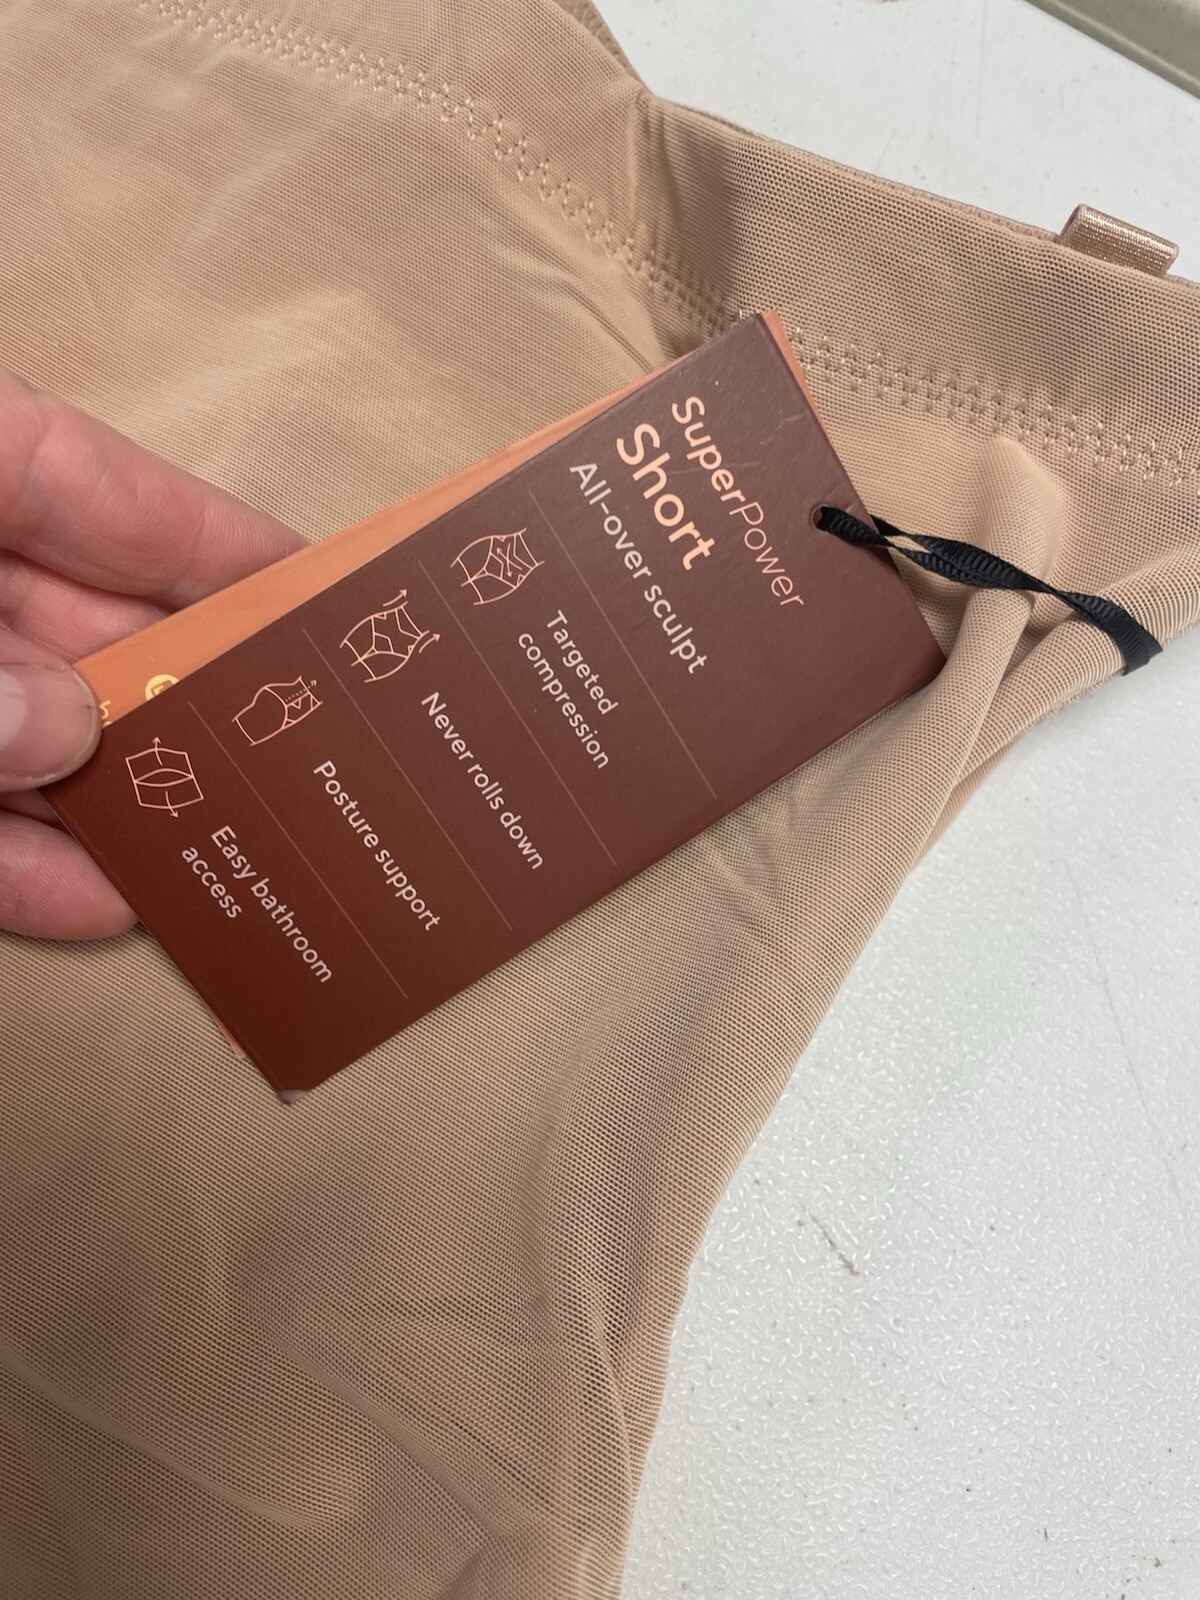 SuperPower
Short
All-over sculpt
Targeted
compression
Never rolls down
Posture support
Easy bathroom
access